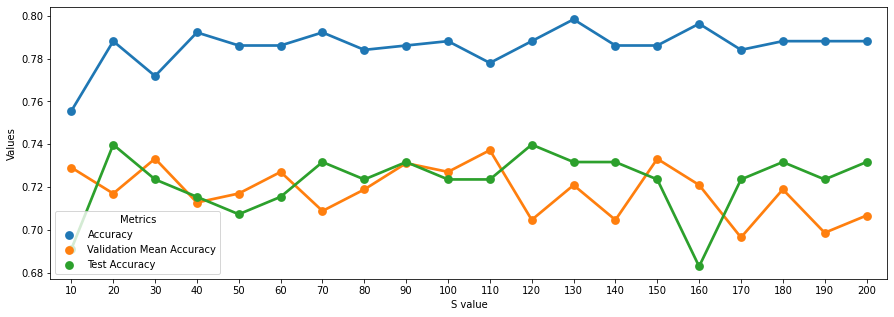 0.80
0.78
0.76
0.74
0.72
0.70
0.68
Values
Metrics
Accuracy
Validation Mean Accuracy
Test Accuracy
10 20 30 40 50 60 70 80 90 100 110 120 130 140 150 160 170 180 190 200
S value